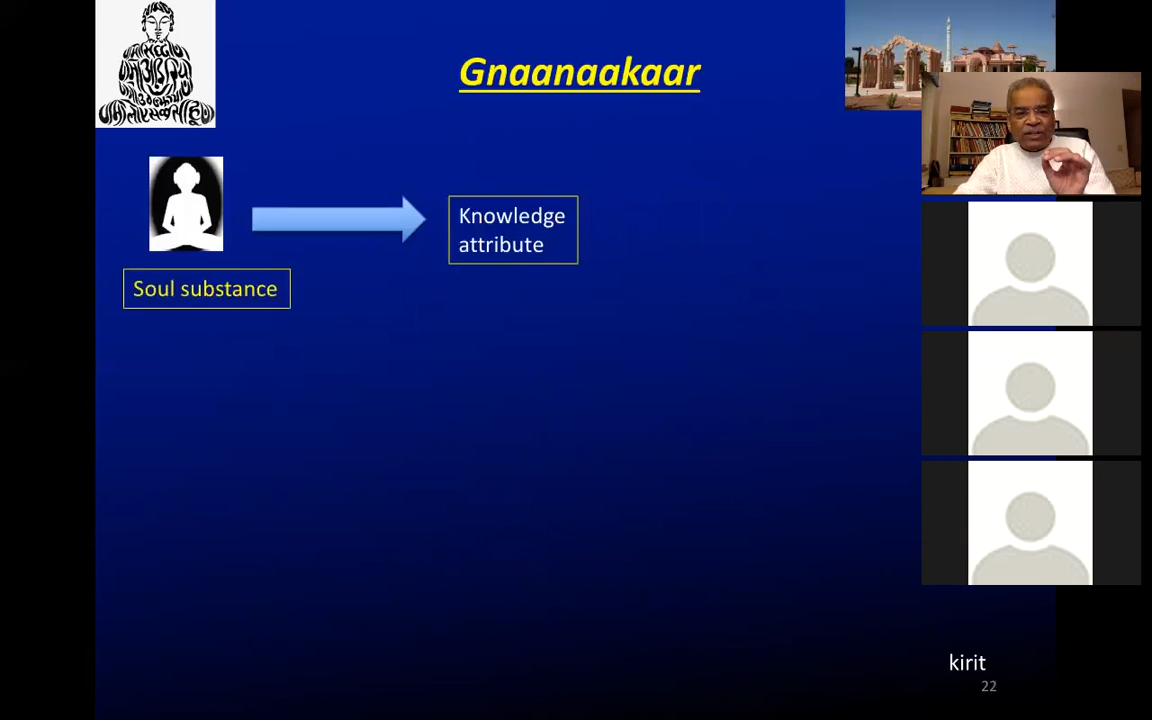 Gnaanaakaar
Knowledge
attribute
Soul substance
kirit
22